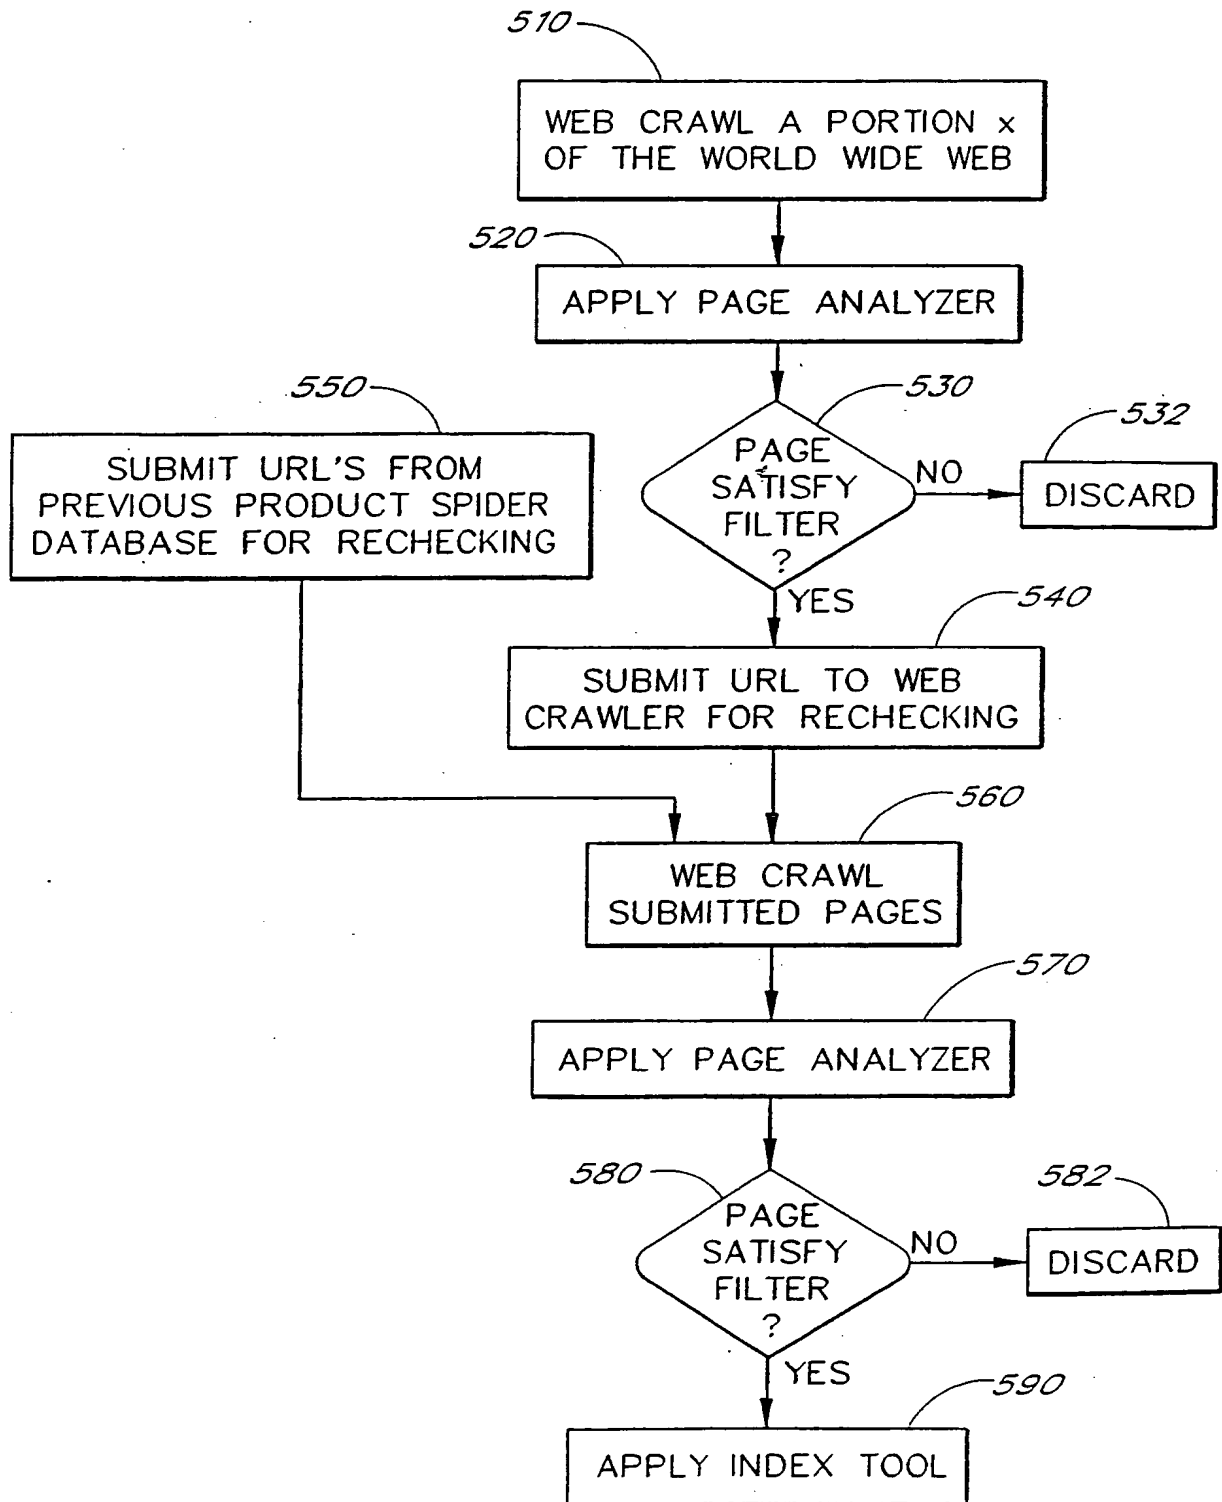 510
WEB CRAWL A PORTION x
OF THE WORLD WIDE WEB
520
APPLY PAGE ANALYZER
550
SUBMIT URL'S FROM
PREVIOUS PRODUCT SPIDER
DATABASE FOR RECHECKING
530
PAGE
SATISFY
FILTER
?
NO
532
DISCARD
YES
540
SUBMIT URL TO WEB
CRAWLER FOR RECHECKING
560
WEB CRAWL
SUBMITTED PAGES
570
APPLY PAGE ANALYZER
580
PAGE
SATISFY
FILTER
?
NO
582
DISCARD
YES
590
APPLY INDEX TOOL